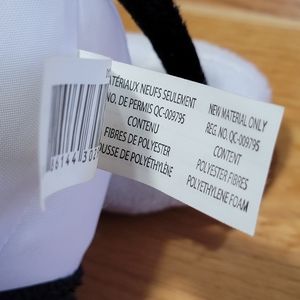 TÉRIAUX NEUFS SEULEMENT
NO. DE PERMIS QC-009795
CONTENU
FIBRES DE POLYESTER
OUSSE DE POLYÉTHYLÈNE
NEW MATERIAL ONLY
REG. NO. QC-009795
CONTENT
POLYESTER FIBRES
POLYETHYLENE FOAM